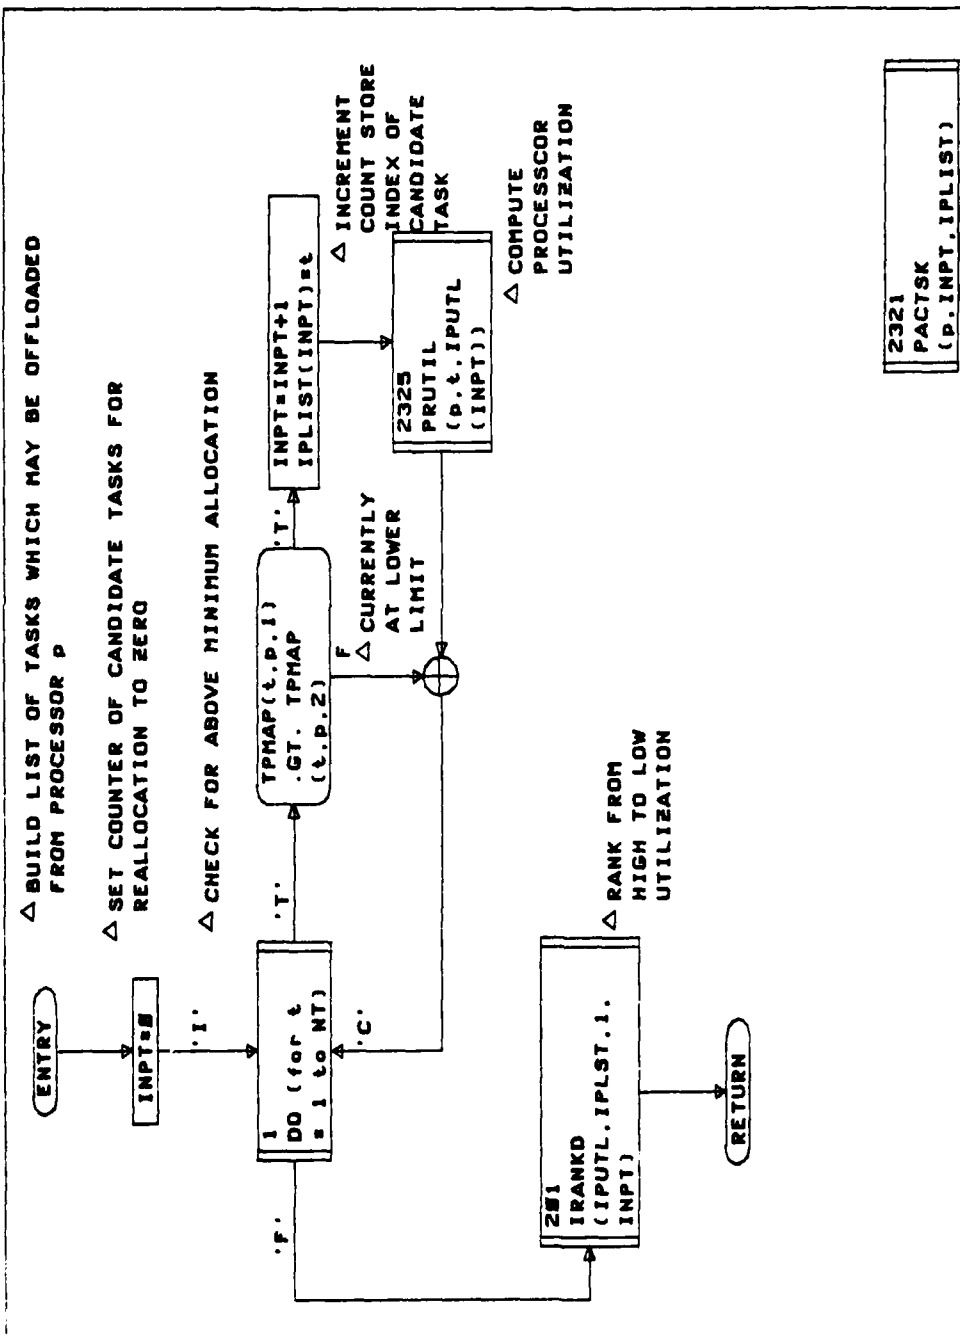 △ BUILD LIST OF TASKS WHICH MAY BE OFFLOADED
FROM PROCESSOR p
ENTRY
△ SET COUNTER OF CANDIDATE TASKS FOR
REALLOCATION TO ZERO
INPT=0
'I'
△ CHECK FOR ABOVE MINIMUM ALLOCATION
1
DO (for t
= 1 to NT)
'T'
TPMAP(t,p,1)
.GT. TPMAP
(t,p,2)
'T'
INPT=INPT+1
IPLIST(INPT)=t
△ INCREMENT
COUNT STORE
INDEX OF
CANDIDATE
TASK
F
△ CURRENTLY
AT LOWER
LIMIT
2325
PRUTIL
(p,t,IPUTL
(INPT))
△ COMPUTE
PROCESSCOR
UTILIZATION
'C'
'F'
201
IRANKD
(IPUTL,IPLST,1,
INPT)
△ RANK FROM
HIGH TO LOW
UTILIZATION
RETURN
2321
PACTSK
(p,INPT,IPLIST)